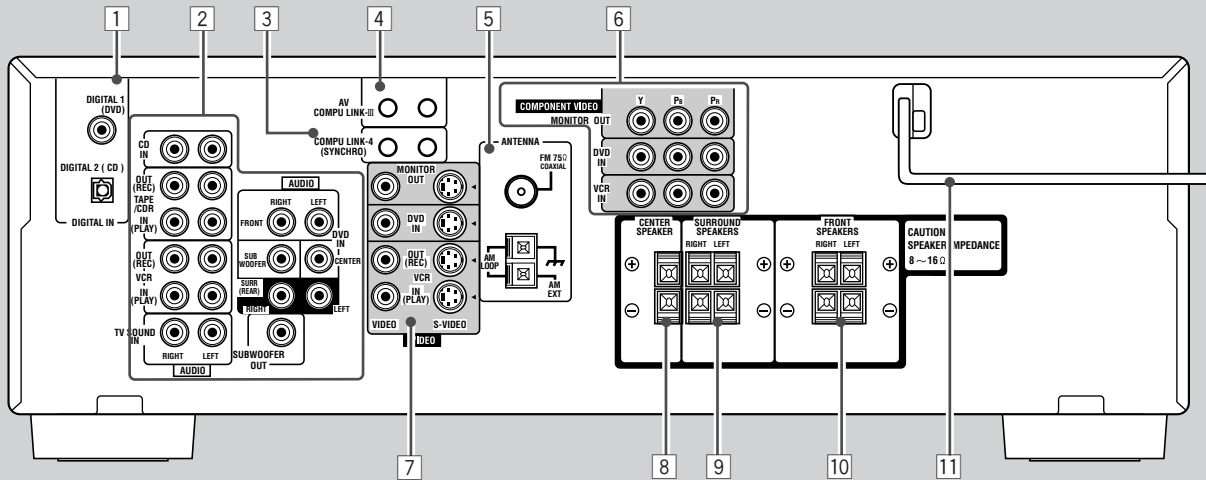 1 2 3 4 5 6
DIGITAL 1
(DVD)
DIGITAL 2 ( CD )
DIGITAL IN
CD
IN
OUT
(REC)
TAPE
/CDR
IN
(PLAY)
OUT
(REC)
VCR
IN
(PLAY)
TV SOUND
IN
RIGHT LEFT
AUDIO
AUDIO
RIGHT LEFT
FRONT
DVD
IN
SUB
WOOFER
CENTER
SURR
(REAR)
RIGHT LEFT
SUBWOOFER
OUT
AV
COMPU LINK-III
COMPU LINK-4
(SYNCHRO)
MONITOR
OUT
DVD
IN
OUT
(REC)
VCR
IN
(PLAY)
VIDEO S-VIDEO
VIDEO
ANTENNA
FM 75Ω
COAXIAL
AM
LOOP
AM
EXT
COMPONENT VIDEO
Y PB PR
MONITOR OUT
DVD
IN
VCR
IN
CENTER
SPEAKER
SURROUND
SPEAKERS
RIGHT LEFT
FRONT
SPEAKERS
RIGHT LEFT
+ + +
– – –
CAUTION
SPEAKER IMPEDANCE
8～16 Ω
7 8 9 10 11